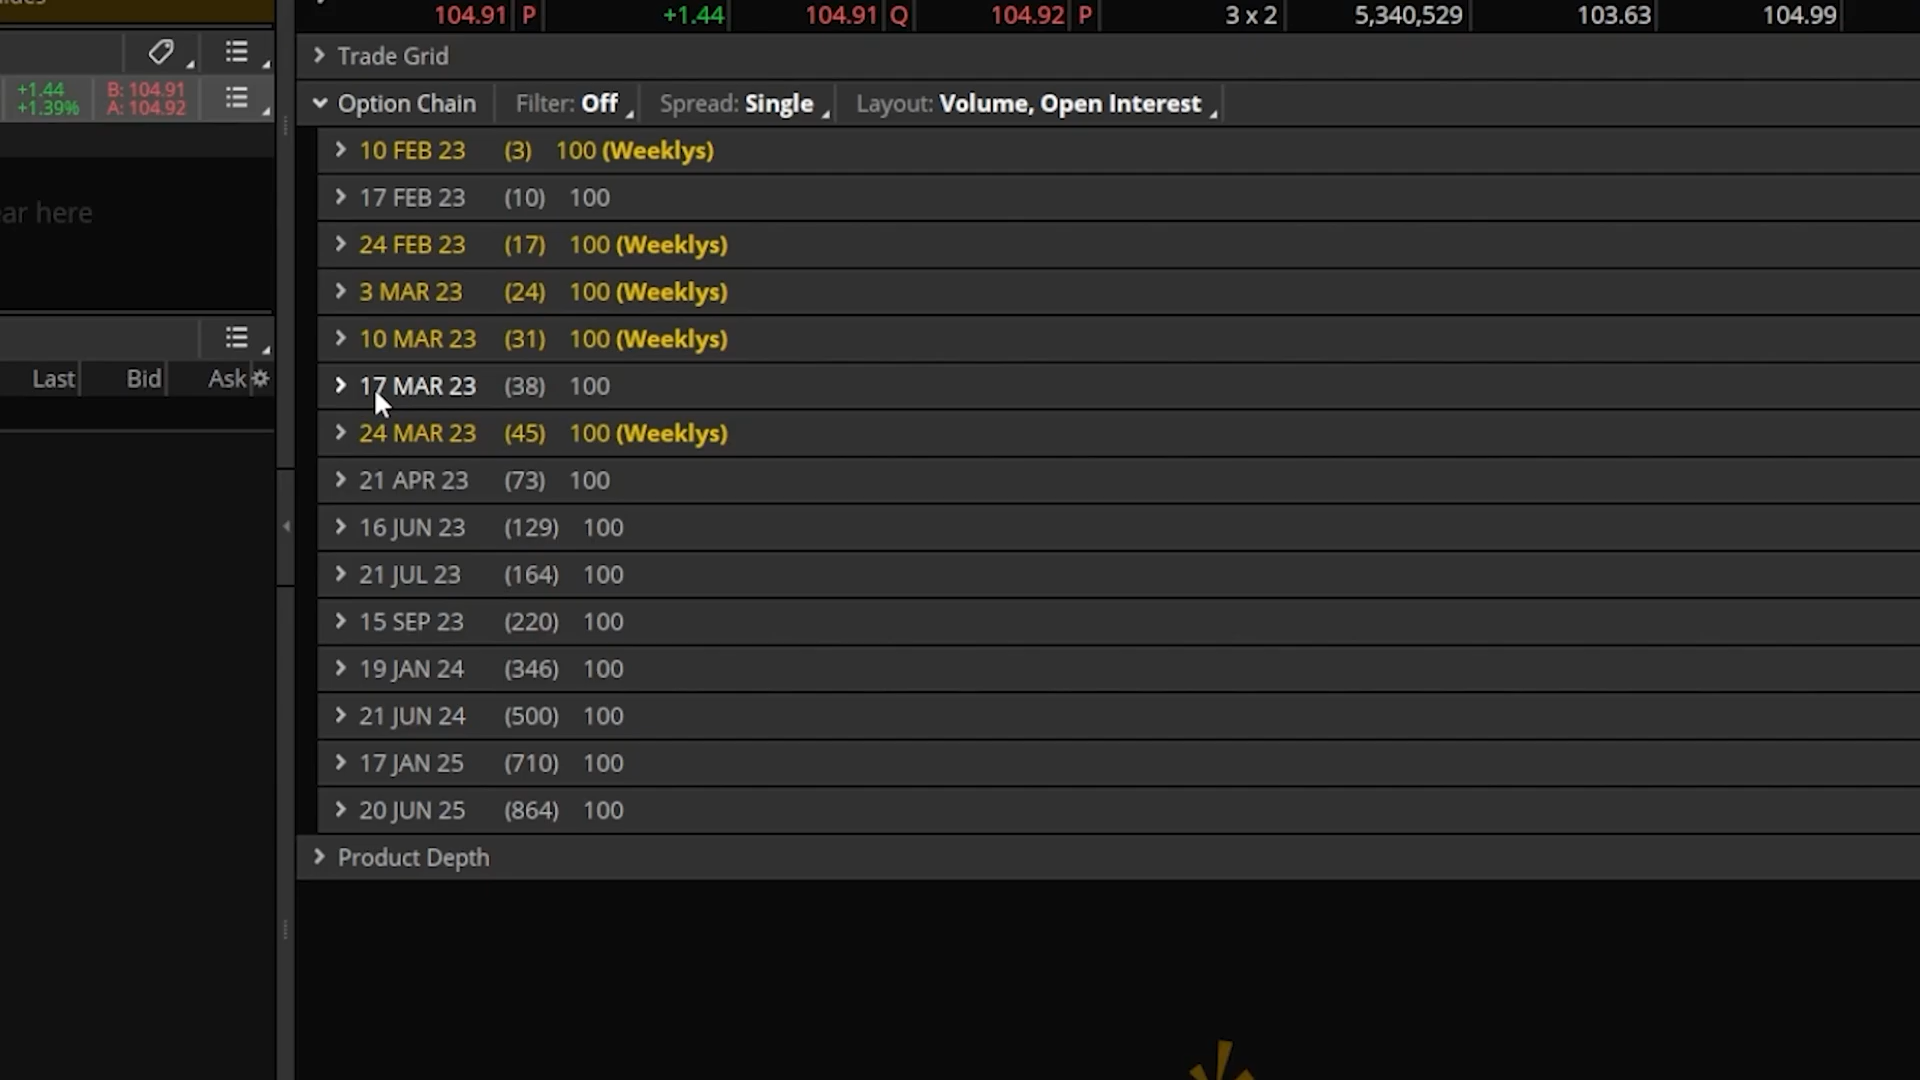 104.91 P +1.44 104.91 Q 104.92 P 3 x 2 5,340,529 103.63 104.99
Trade Grid
+1.44 B: 104.91
+1.39% A: 104.92
Option Chain Filter: Off Spread: Single Layout: Volume, Open Interest
10 FEB 23 (3) 100 (Weeklys)
17 FEB 23 (10) 100
ar here
24 FEB 23 (17) 100 (Weeklys)
3 MAR 23 (24) 100 (Weeklys)
10 MAR 23 (31) 100 (Weeklys)
Last Bid Ask
17 MAR 23 (38) 100
24 MAR 23 (45) 100 (Weeklys)
21 APR 23 (73) 100
16 JUN 23 (129) 100
21 JUL 23 (164) 100
15 SEP 23 (220) 100
19 JAN 24 (346) 100
21 JUN 24 (500) 100
17 JAN 25 (710) 100
20 JUN 25 (864) 100
Product Depth